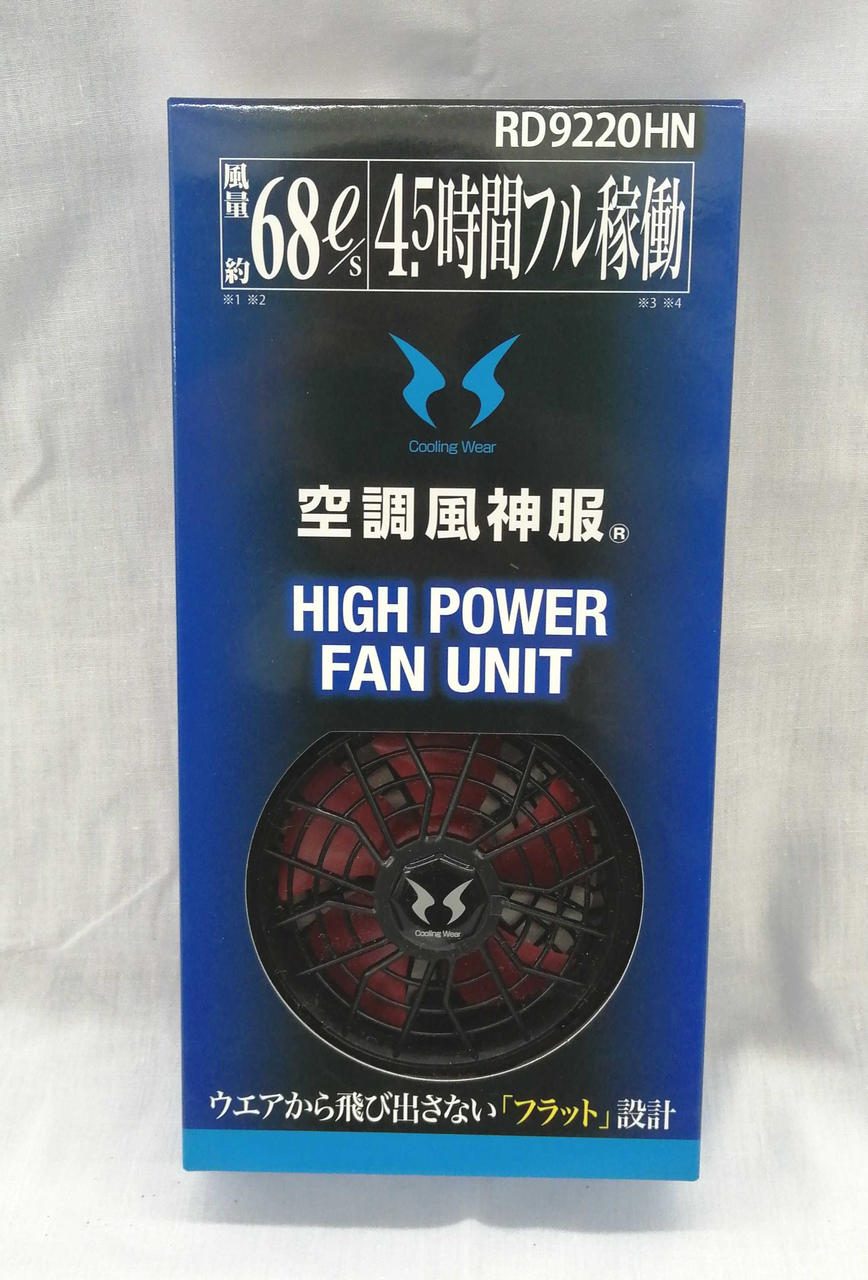 RD9220HN
風量 約 68ℓ/s 4.5時間フル稼働
※1 ※2 ※3 ※4
Cooling Wear
空調風神服®
HIGH POWER
FAN UNIT
Cooling Wear
ウエアから飛び出さない「フラット」設計